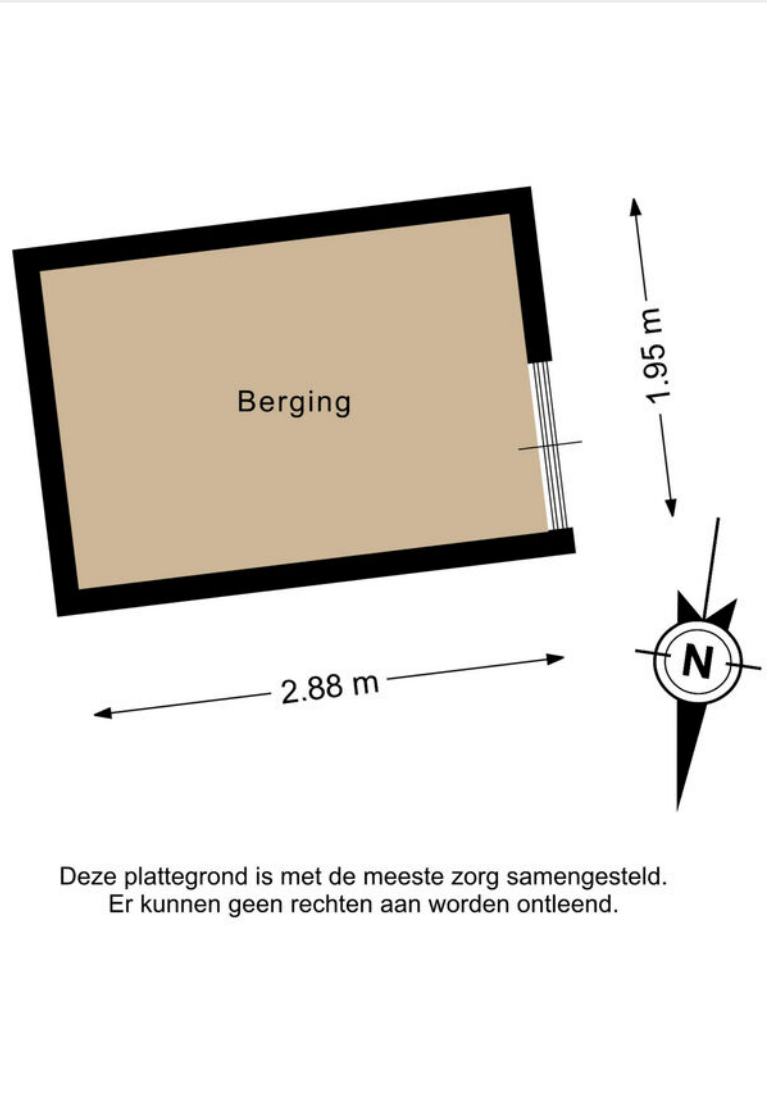 Berging
1.95 m
2.88 m
N
Deze plattegrond is met de meeste zorg samengesteld.
Er kunnen geen rechten aan worden ontleend.